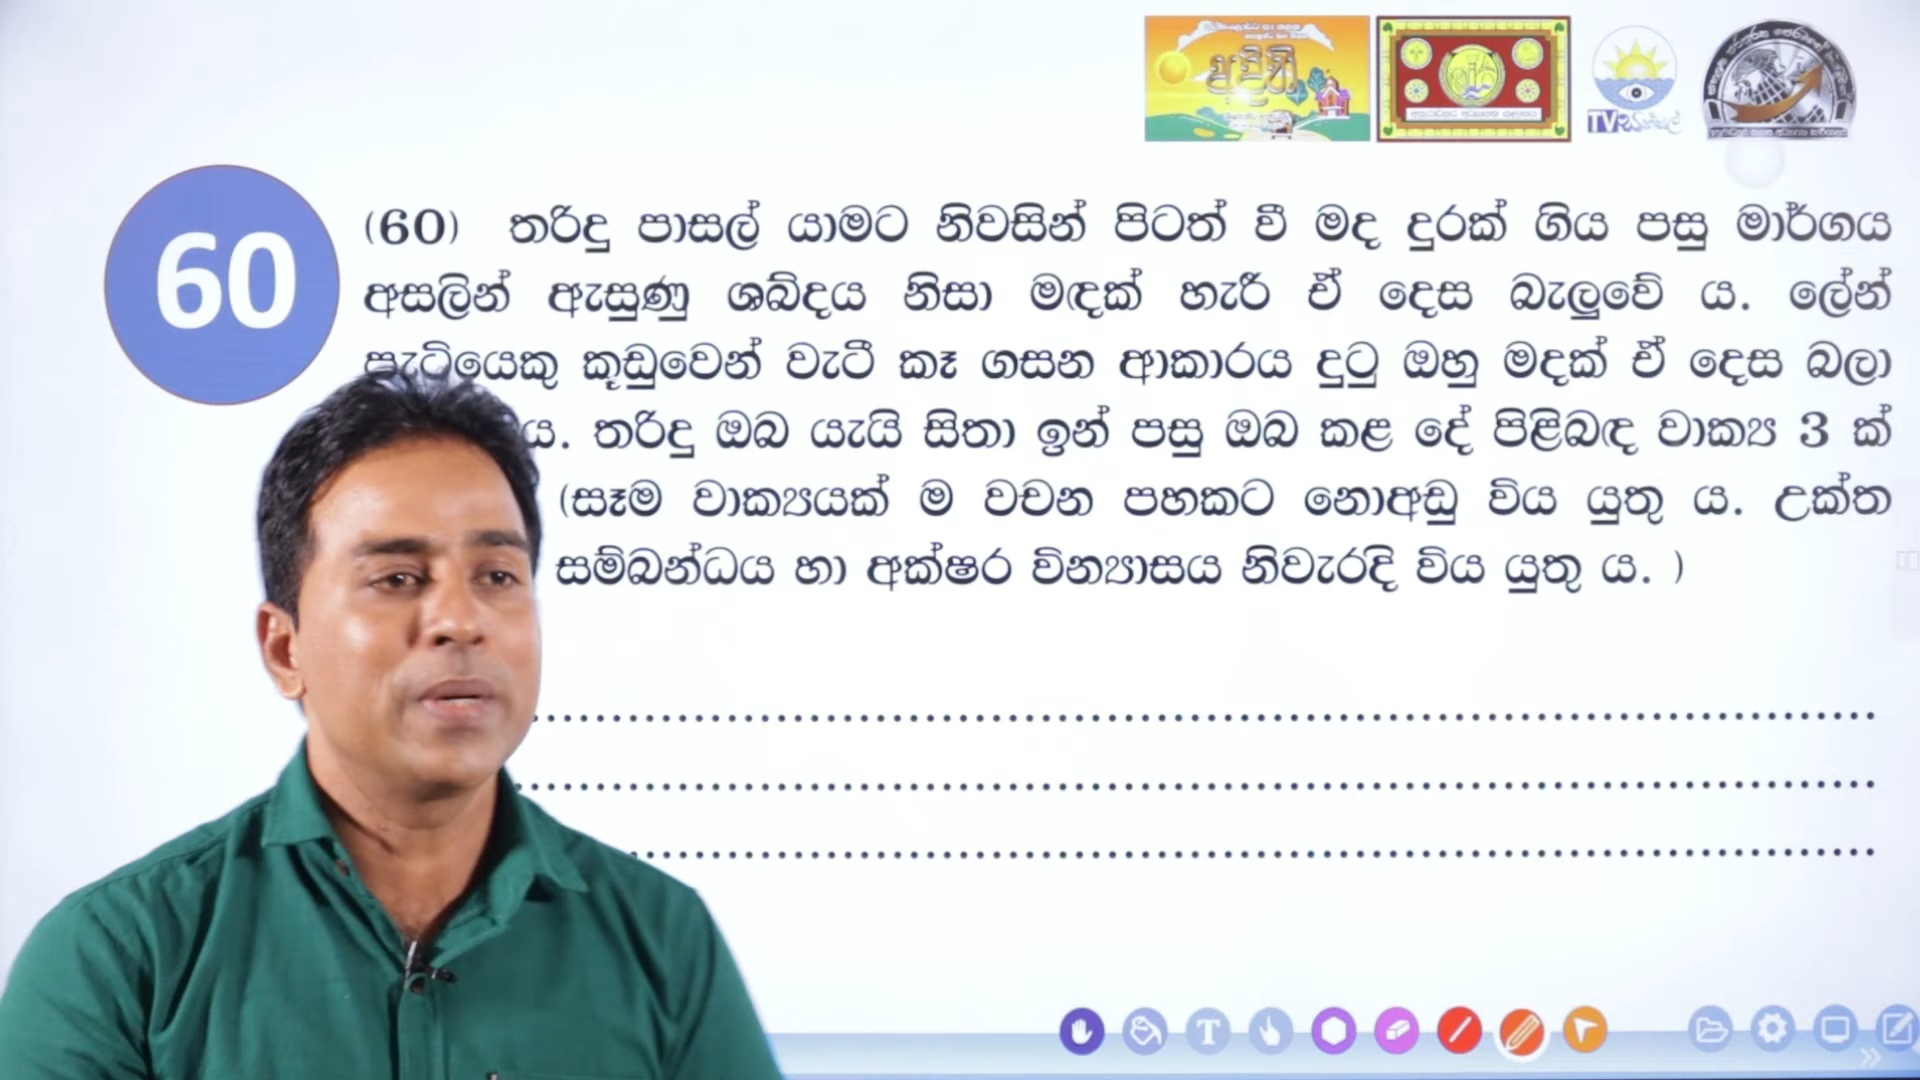 අවිනි
TV
60
(60) තරිඳු පාසල් යාමට නිවසින් පිටත් වී මද දුරක් ගිය පසු මාර්ගය
අසලින් ඇසුණු ශබ්දය නිසා මඳක් හැරී ඒ දෙස බැලුවේ ය. ලේන්
පැටියෙකු කූඩුවෙන් වැටී කෑ ගසන ආකාරය දුටු ඔහු මදක් ඒ දෙස බලා
ය. තරිඳු ඔබ යැයි සිතා ඉන් පසු ඔබ කළ දේ පිළිබඳ වාක්‍ය 3 ක්
(සෑම වාක්‍යයක් ම වචන පහකට නොඅඩු විය යුතු ය. උක්ත
සම්බන්ධය හා අක්ෂර වින්‍යාසය නිවැරදි විය යුතු ය. )